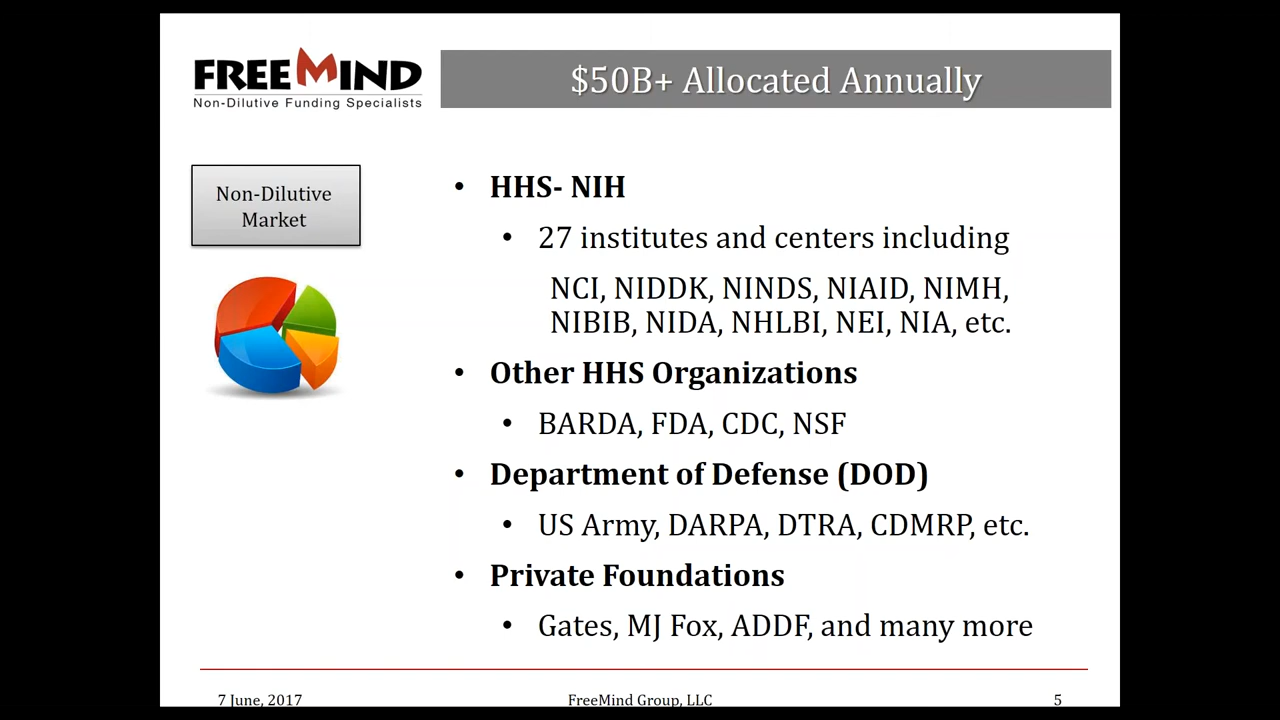 FREEMIND
Non-Dilutive Funding Specialists
$50B+ Allocated Annually
Non-Dilutive
Market
• HHS- NIH
• 27 institutes and centers including
NCI, NIDDK, NINDS, NIAID, NIMH,
NIBIB, NIDA, NHLBI, NEI, NIA, etc.
• Other HHS Organizations
• BARDA, FDA, CDC, NSF
• Department of Defense (DOD)
• US Army, DARPA, DTRA, CDMRP, etc.
• Private Foundations
• Gates, MJ Fox, ADDF, and many more
7 June, 2017
FreeMind Group, LLC
5